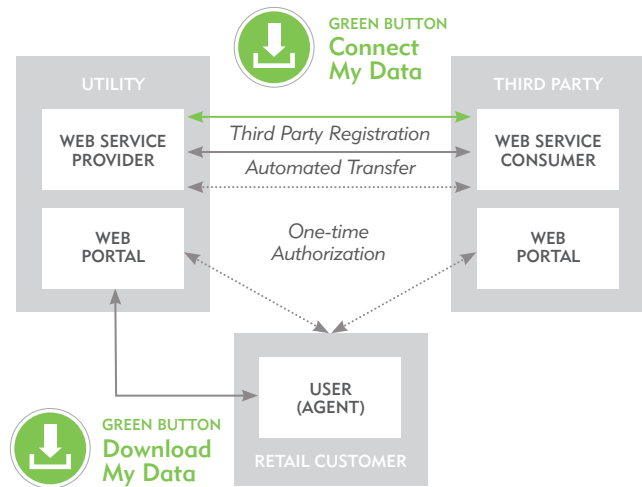 GREEN BUTTON
Connect
My Data
UTILITY
THIRD PARTY
WEB SERVICE
PROVIDER
Third Party Registration
Automated Transfer
WEB SERVICE
CONSUMER
WEB
PORTAL
One-time
Authorization
WEB
PORTAL
USER
(AGENT)
RETAIL CUSTOMER
GREEN BUTTON
Download
My Data